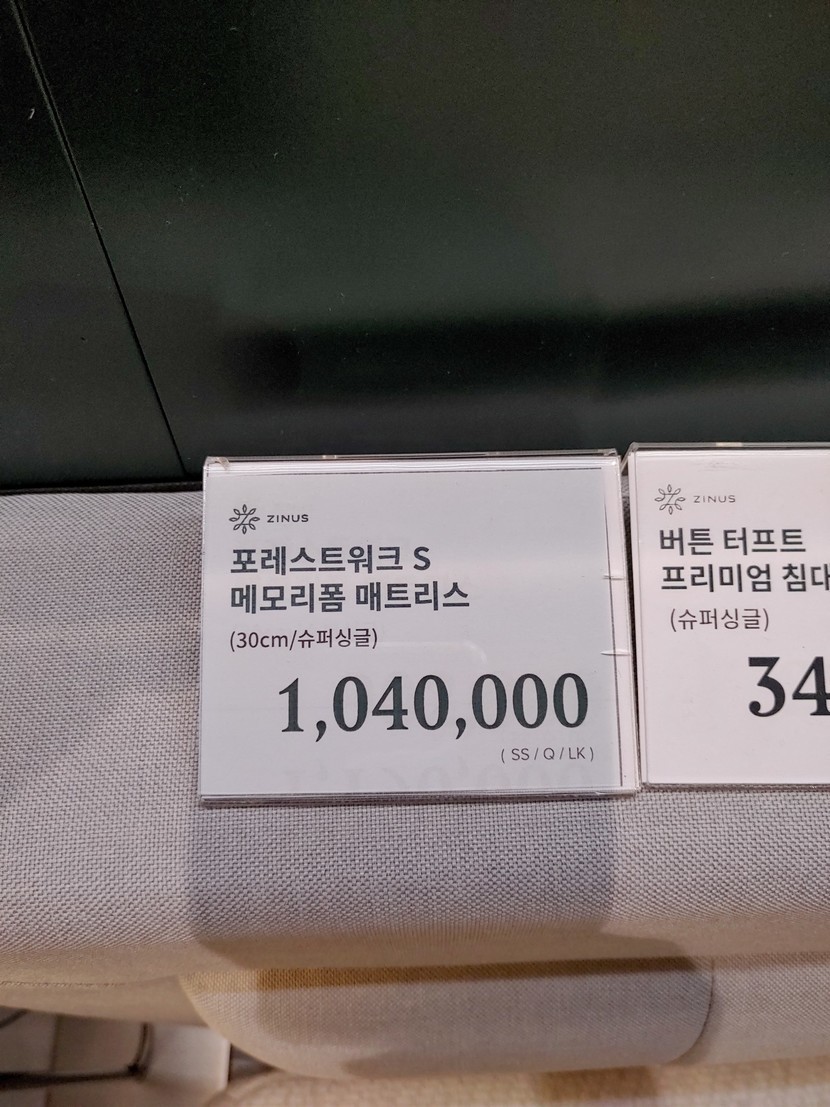 ZINUS
포레스트워크 S
메모리폼 매트리스
(30cm/슈퍼싱글)
1,040,000
( SS / Q / LK )
ZINUS
버튼 터프트
프리미엄 침대
(슈퍼싱글)
34